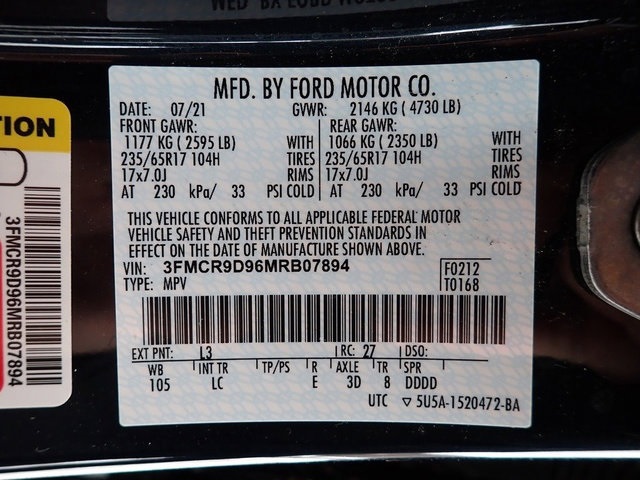 MFD. BY FORD MOTOR CO.
DATE: 07/21 GVWR: 2146 KG ( 4730 LB)
FRONT GAWR: REAR GAWR:
1177 KG ( 2595 LB) WITH 1066 KG ( 2350 LB) WITH
235/65R17 104H TIRES 235/65R17 104H TIRES
17x7.0J RIMS 17x7.0J RIMS
AT 230 kPa/ 33 PSI COLD AT 230 kPa/ 33 PSI COLD
THIS VEHICLE CONFORMS TO ALL APPLICABLE FEDERAL MOTOR
VEHICLE SAFETY AND THEFT PREVENTION STANDARDS IN
EFFECT ON THE DATE OF MANUFACTURE SHOWN ABOVE.
VIN: 3FMCR9D96MRB07894 F0212
TYPE: MPV T0168
EXT PNT: L3 RC: 27 DSO:
WB INT TR TP/PS R AXLE TR SPR
105 LC E 3D 8 DDDD
UTC ▽ 5U5A-1520472-BA
TION
3FMCR9D96MRB07894